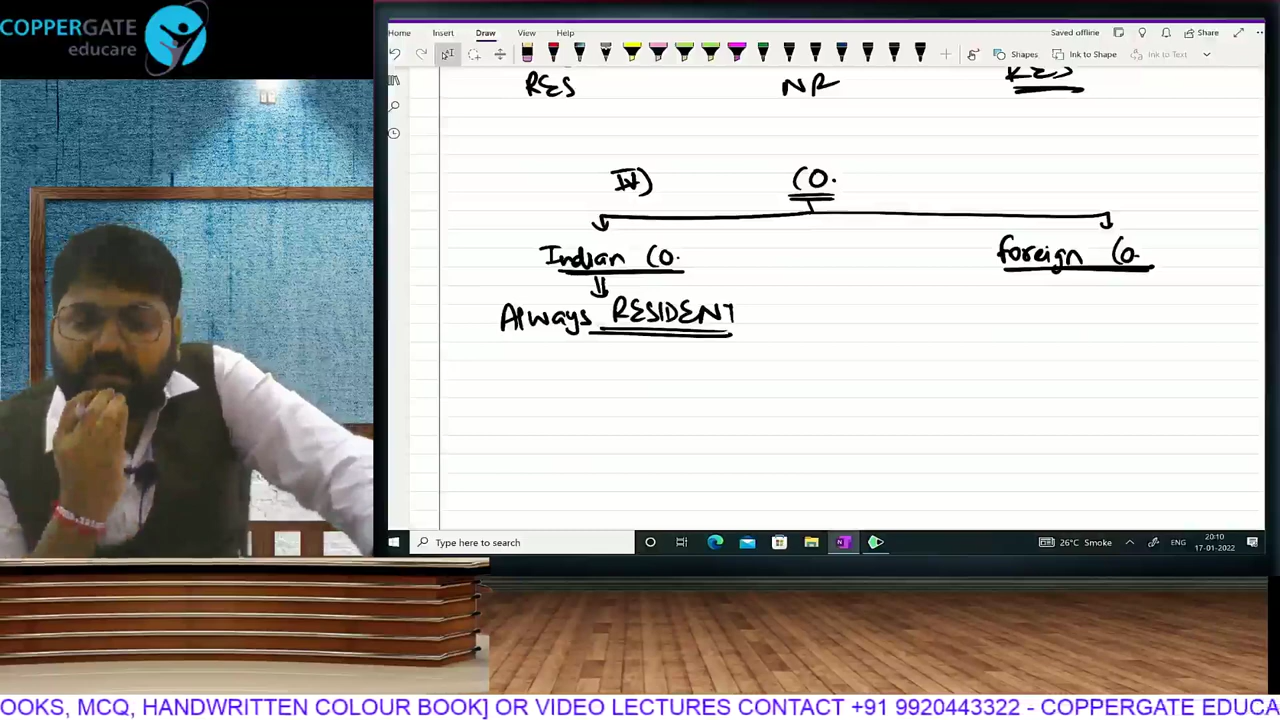 COPPERGATE
educare
Home Insert Draw View Help
Saved offline Share
Shapes Ink to Shape Ink to Text
RES NR RES
IV) CO.
Indian CO. foreign CO.
Always RESIDENT
Type here to search
26°C Smoke ENG 20:10
17-01-2022
OOKS, MCQ, HANDWRITTEN COLOUR BOOK] OR VIDEO LECTURES CONTACT +91 9920443322 - COPPERGATE EDUCA